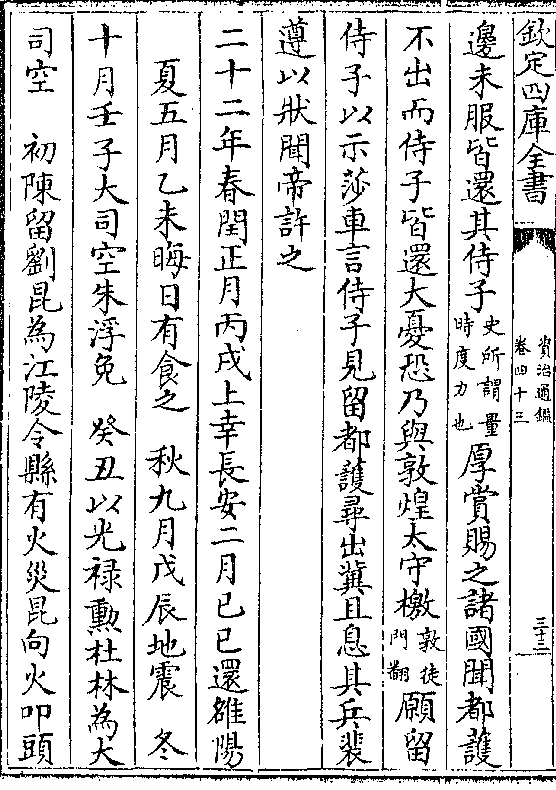 欽定四庫全書
資治通鑑
卷四十三
三十二
邊未服皆還其侍子史所謂量時度力也厚賞賜之諸國聞都護
不出而侍子皆還大憂恐乃與敦煌太守檄敦徒門翻願留
侍子以示莎車言侍子見留都護尋出冀且息其兵裴
遵以狀聞帝許之
二十二年春閏正月丙戌上幸長安二月己巳還雒陽
夏五月乙未晦日有食之　秋九月戊辰地震　冬
十月壬子大司空朱浮免　癸丑以光禄勲杜林為大
司空　初陳留劉昆為江陵令縣有火災昆向火叩頭